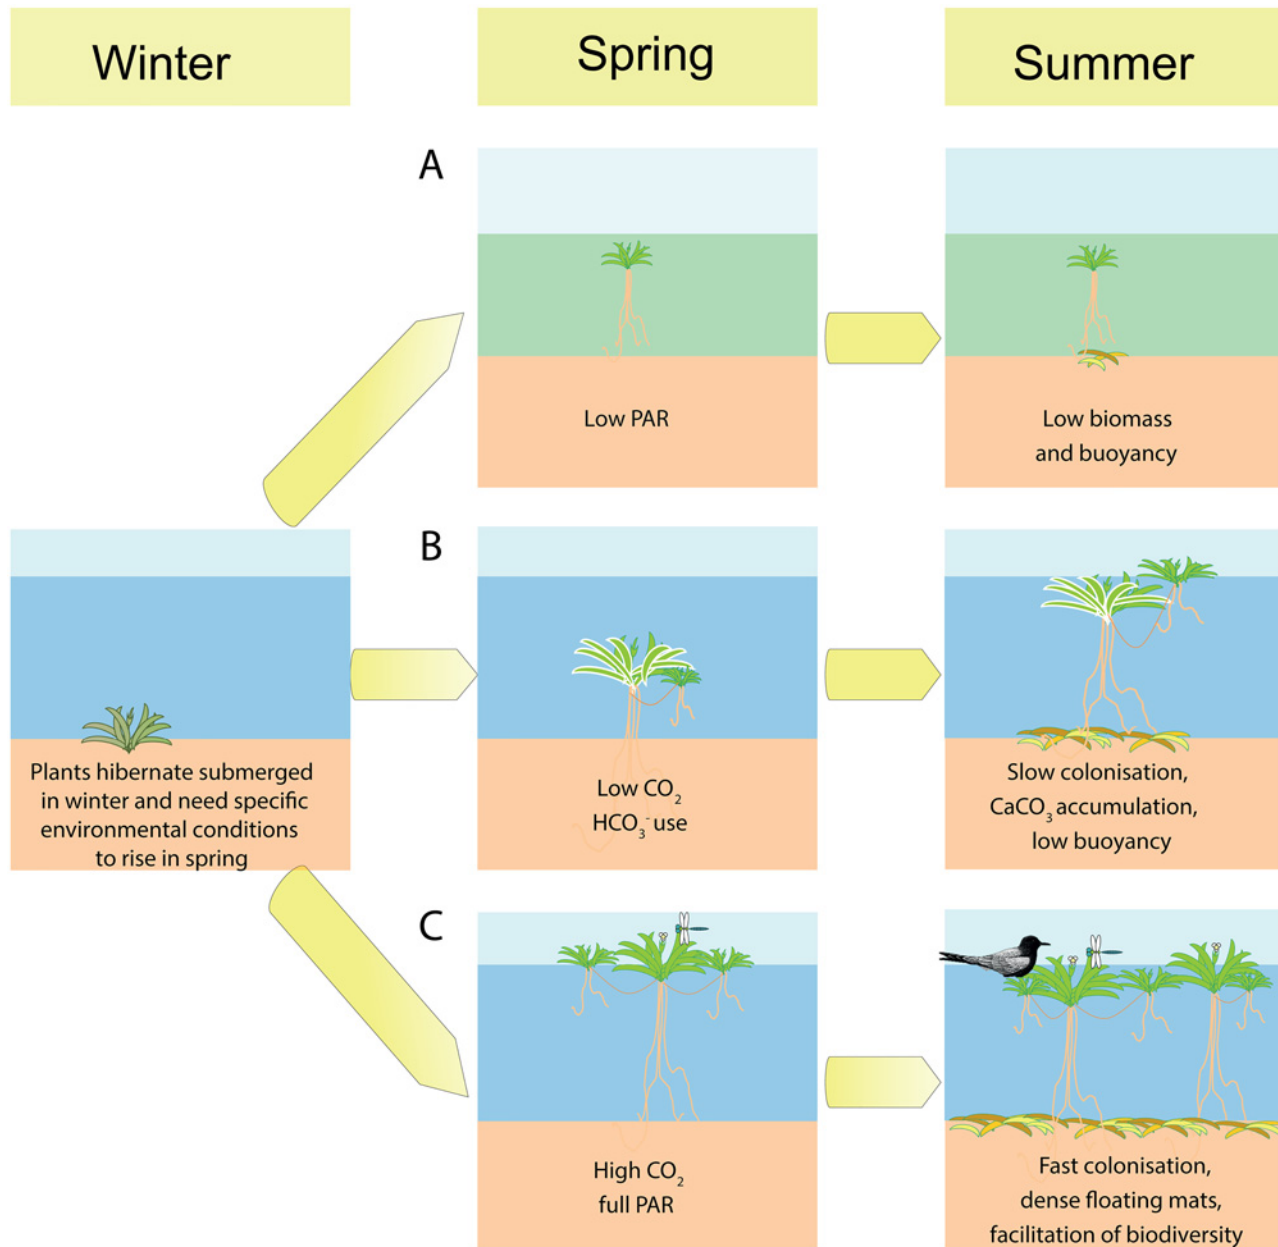 Winter
Spring
Summer
A
Low PAR
Low biomass
and buoyancy
B
Plants hibernate submerged
in winter and need specific
environmental conditions
to rise in spring
Low CO₂
HCO₃⁻ use
Slow colonisation,
CaCO₃ accumulation,
low buoyancy
C
High CO₂
full PAR
Fast colonisation,
dense floating mats,
facilitation of biodiversity